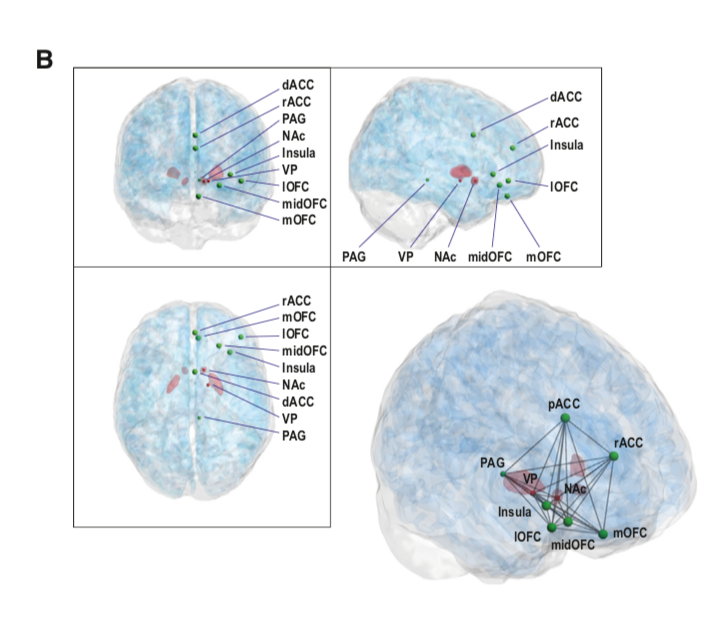 B
dACC
rACC
PAG
NAc
Insula
VP
lOFC
midOFC
mOFC
dACC
rACC
Insula
lOFC
PAG VP NAc midOFC mOFC
rACC
mOFC
lOFC
midOFC
Insula
NAc
dACC
VP
PAG
pACC
rACC
PAG
VP
NAc
Insula
lOFC
midOFC
mOFC